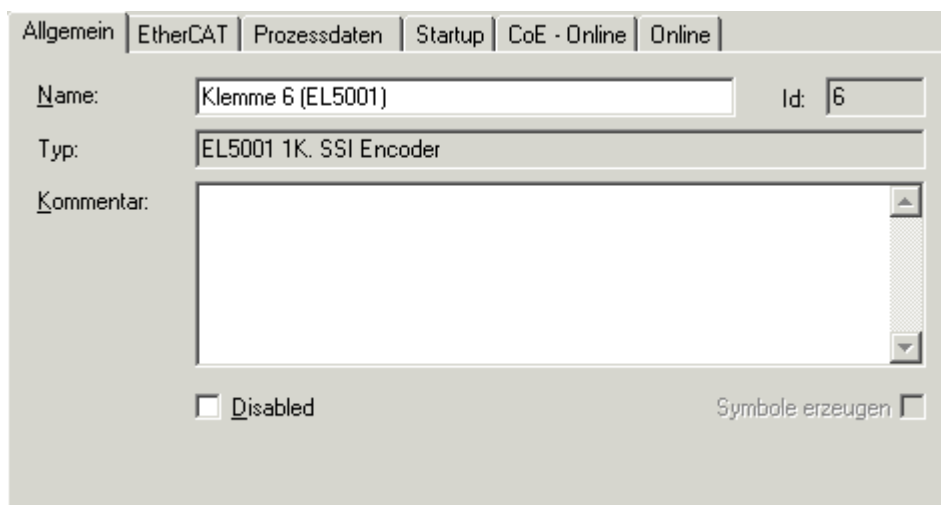 Allgemein EtherCAT Prozessdaten Startup CoE - Online Online
Name: Klemme 6 (EL5001) Id: 6
Typ: EL5001 1K. SSI Encoder
Kommentar:
Disabled Symbole erzeugen